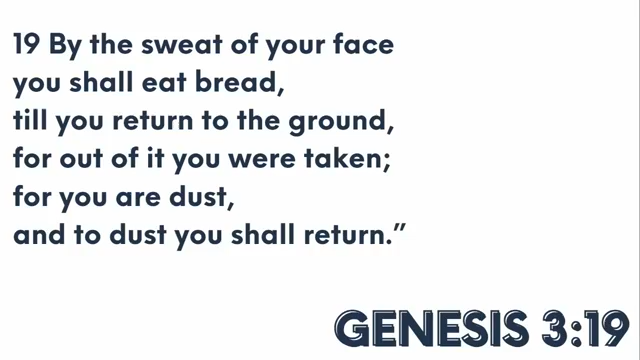 19 By the sweat of your face
you shall eat bread,
till you return to the ground,
for out of it you were taken;
for you are dust,
and to dust you shall return.”
GENESIS 3:19